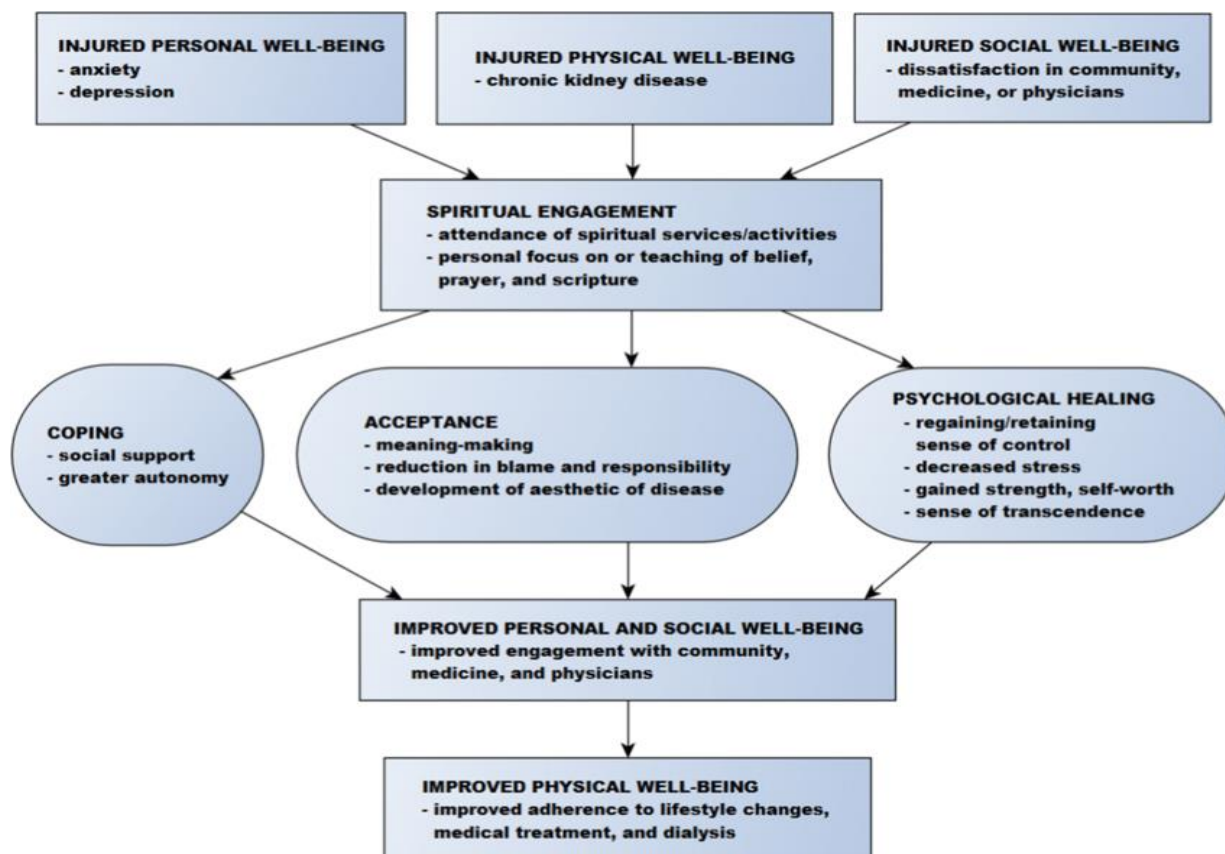 INJURED PERSONAL WELL-BEING
- anxiety
- depression
INJURED PHYSICAL WELL-BEING
- chronic kidney disease
INJURED SOCIAL WELL-BEING
- dissatisfaction in community,
medicine, or physicians
SPIRITUAL ENGAGEMENT
- attendance of spiritual services/activities
- personal focus on or teaching of belief,
prayer, and scripture
COPING
- social support
- greater autonomy
ACCEPTANCE
- meaning-making
- reduction in blame and responsibility
- development of aesthetic of disease
PSYCHOLOGICAL HEALING
- regaining/retaining
sense of control
- decreased stress
- gained strength, self-worth
- sense of transcendence
IMPROVED PERSONAL AND SOCIAL WELL-BEING
- improved engagement with community,
medicine, and physicians
IMPROVED PHYSICAL WELL-BEING
- improved adherence to lifestyle changes,
medical treatment, and dialysis